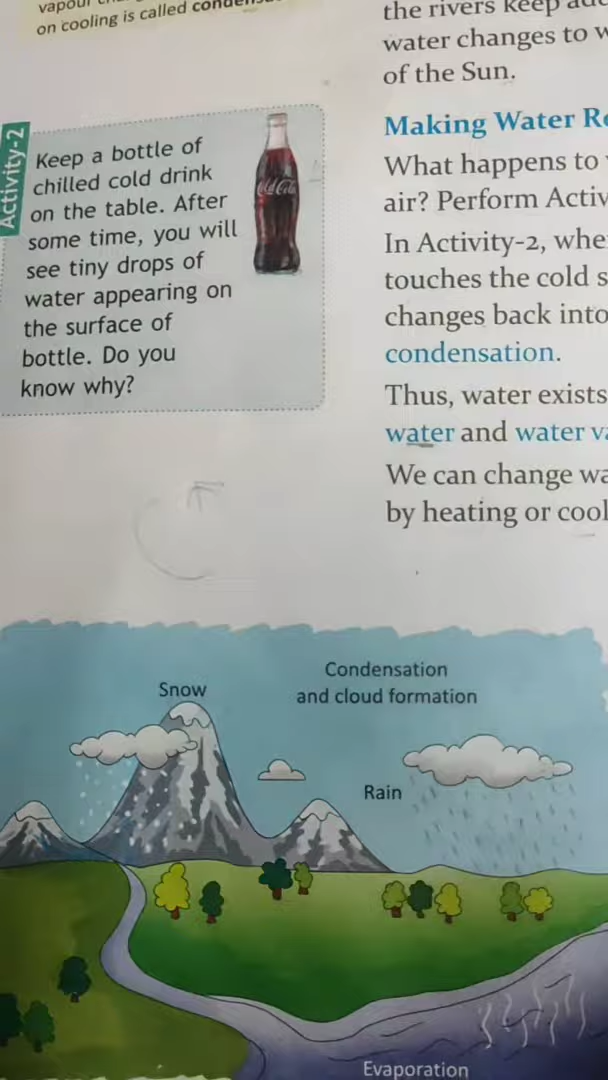 on cooling is called
Activity-2
Keep a bottle of
chilled cold drink
on the table. After
some time, you will
see tiny drops of
water appearing on
the surface of
bottle. Do you
know why?
Coca-Cola
the rivers keep
water changes to
of the Sun.
Making Water
What happens to
air? Perform
In Activity-2,
touches the cold
changes back into
condensation.
Thus, water exists
water and water
We can change
by heating or
Snow
Condensation
and cloud formation
Rain
Evaporation